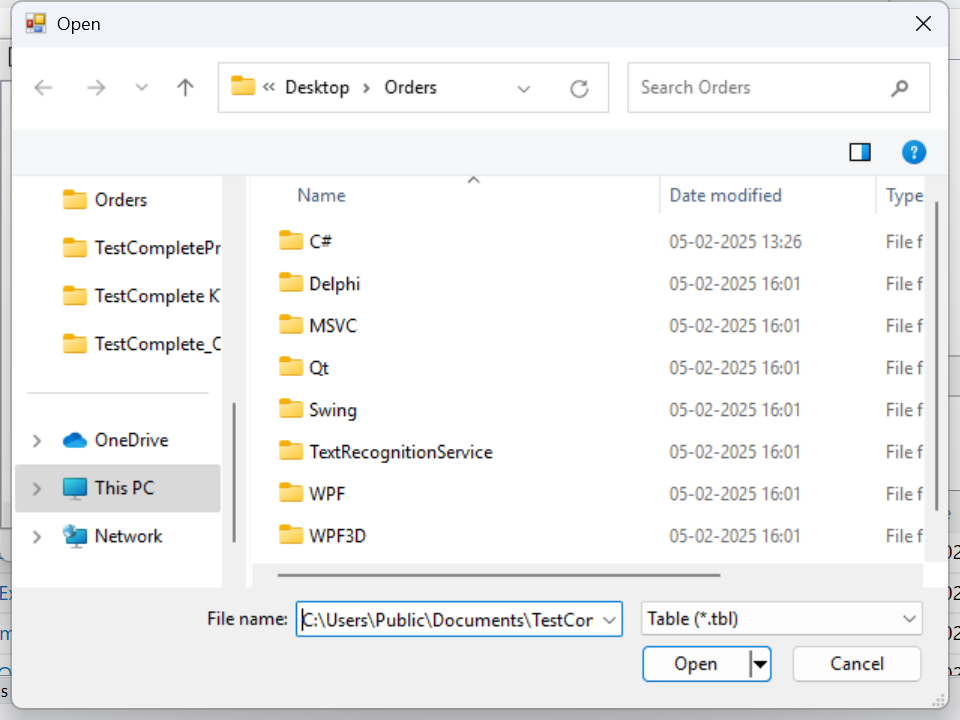 Open
« Desktop › Orders
Search Orders
?
Name Date modified Type
Orders
TestCompletePr
TestComplete K
TestComplete_C
OneDrive
This PC
Network
C# 05-02-2025 13:26 File f
Delphi 05-02-2025 16:01 File f
MSVC 05-02-2025 16:01 File f
Qt 05-02-2025 16:01 File f
Swing 05-02-2025 16:01 File f
TextRecognitionService 05-02-2025 16:01 File f
WPF 05-02-2025 16:01 File f
WPF3D 05-02-2025 16:01 File f
File name: C:\Users\Public\Documents\TestCor Table (*.tbl)
Open Cancel